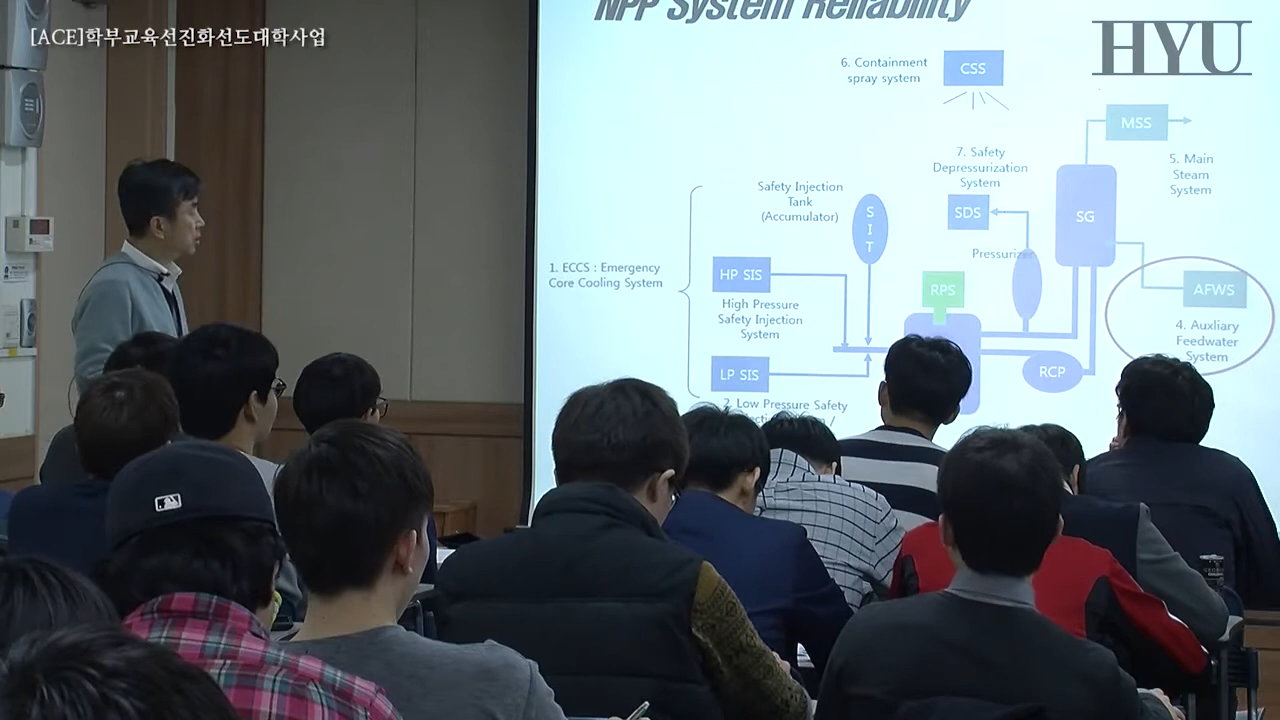 NPP System Reliability
[ACE]학부교육선진화선도대학사업
HYU
6. Containment
spray system
CSS
MSS
7. Safety
Depressurization
System
5. Main
Steam
System
Safety Injection
Tank
(Accumulator)
SIT
SDS
SG
Pressurizer
1. ECCS : Emergency
Core Cooling System
HP SIS
RPS
AFWS
High Pressure
Safety Injection
System
4. Auxliary
Feedwater
System
LP SIS
RCP
2. Low Pressure Safety